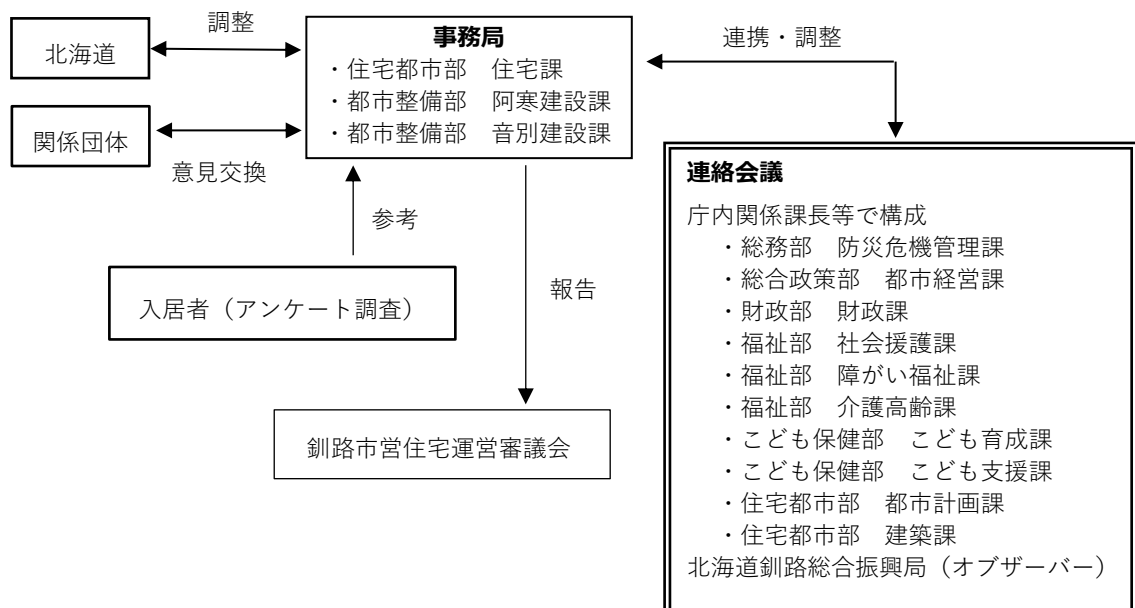 北海道
調整
関係団体
意見交換
事務局
・住宅都市部　住宅課
・都市整備部　阿寒建設課
・都市整備部　音別建設課
連携・調整
参考
入居者（アンケート調査）
報告
釧路市営住宅運営審議会
連絡会議
庁内関係課長等で構成
・総務部　防災危機管理課
・総合政策部　都市経営課
・財政部　財政課
・福祉部　社会援護課
・福祉部　障がい福祉課
・福祉部　介護高齢課
・こども保健部　こども育成課
・こども保健部　こども支援課
・住宅都市部　都市計画課
・住宅都市部　建築課
北海道釧路総合振興局（オブザーバー）